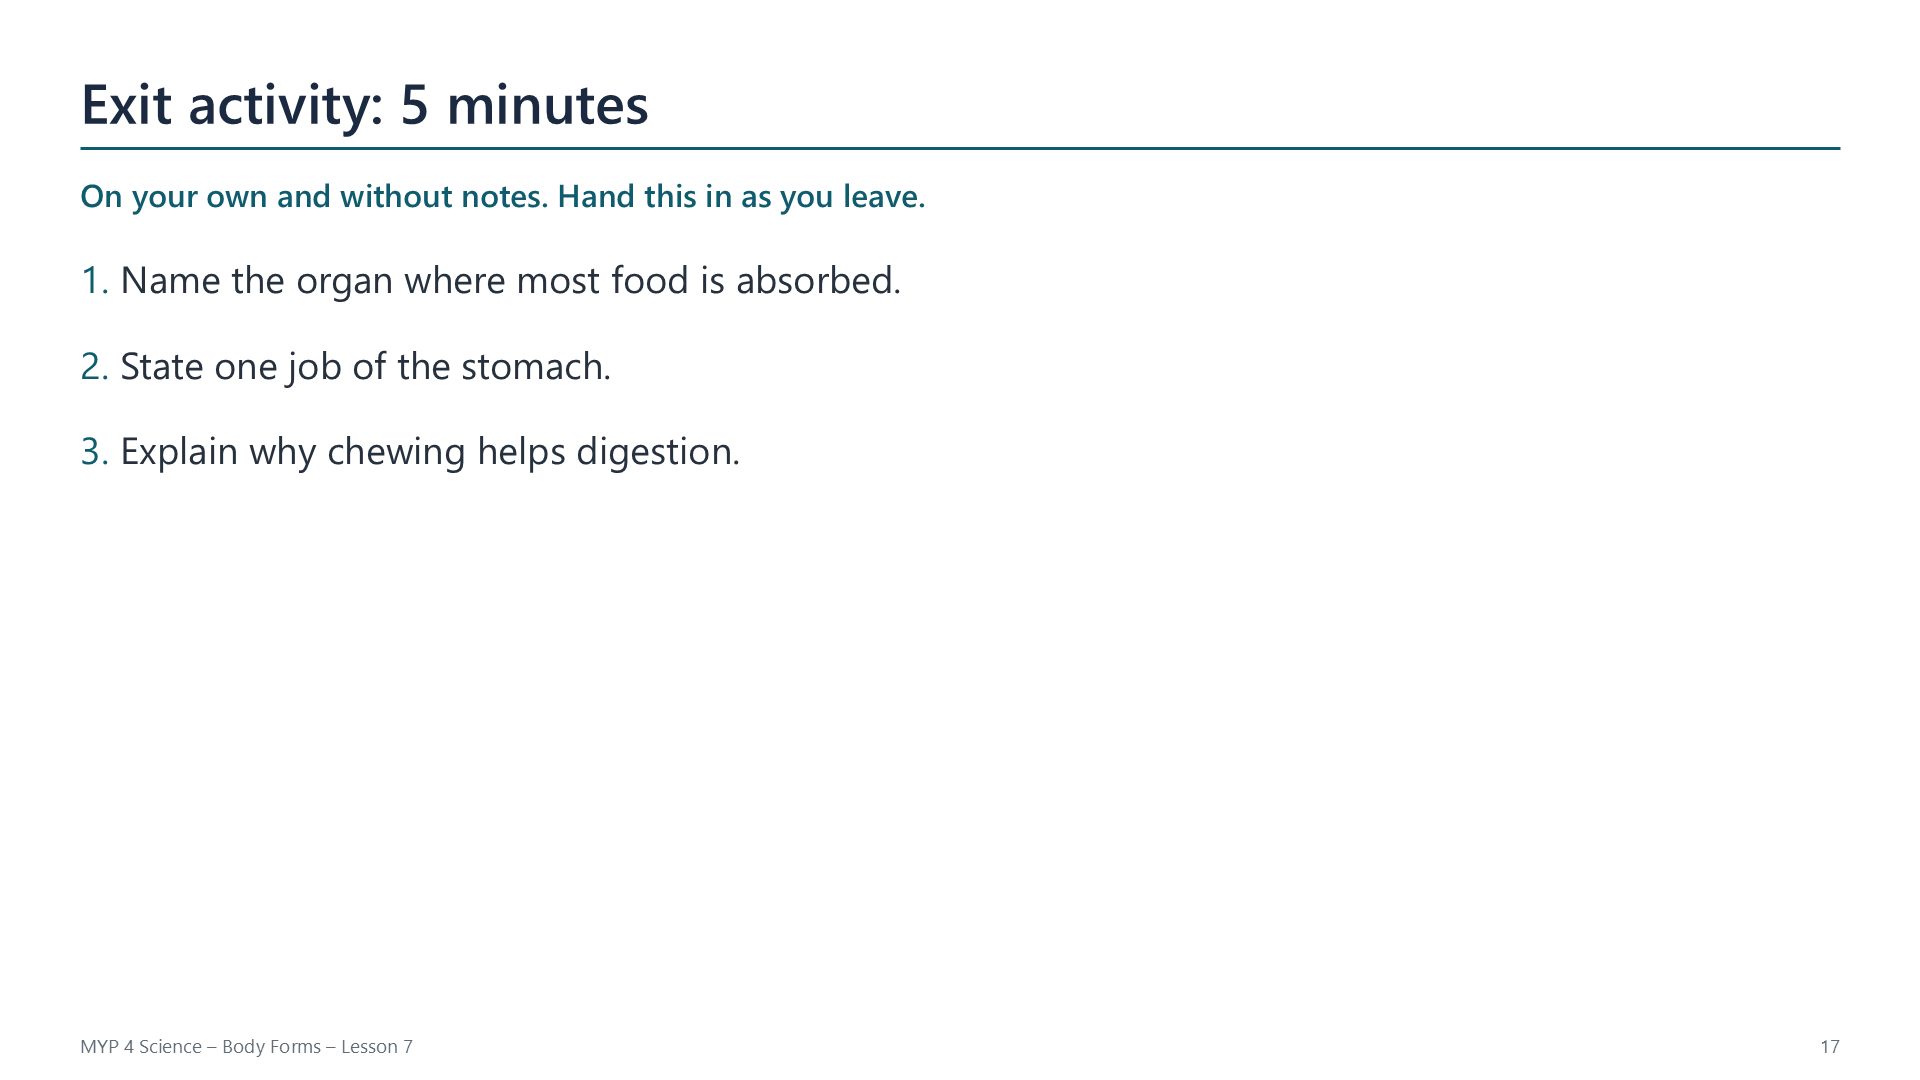 Exit activity: 5 minutes
On your own and without notes. Hand this in as you leave.
1. Name the organ where most food is absorbed.
2. State one job of the stomach.
3. Explain why chewing helps digestion.
MYP 4 Science – Body Forms – Lesson 7
17